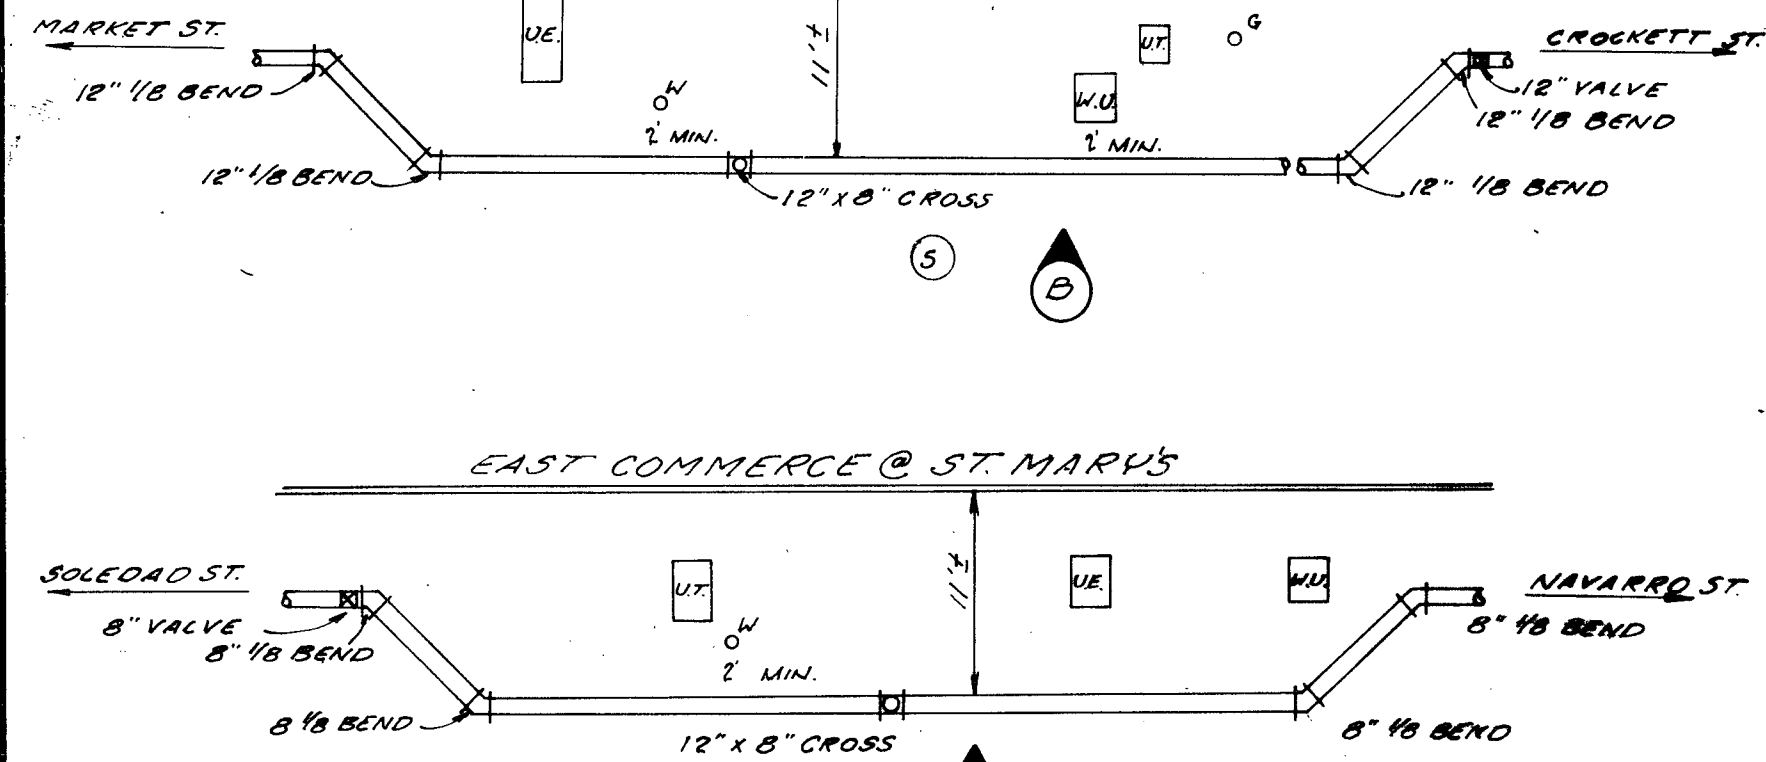 MARKET ST.
U.E.
11'±
U.T.
G
CROCKETT ST.
12" 1/8 BEND
W
W.U.
12" VALVE
12" 1/8 BEND
2' MIN.
2' MIN.
12" 1/8 BEND
12" X 8" CROSS
12" 1/8 BEND
S
B
EAST COMMERCE @ ST. MARY'S
SOLEDAD ST.
U.T.
11'±
U.E.
W.U.
NAVARRO ST.
8" VALVE
W
8" 1/8 BEND
8" 1/8 BEND
2' MIN.
8 1/8 BEND
12" X 8" CROSS
8" 1/8 BEND